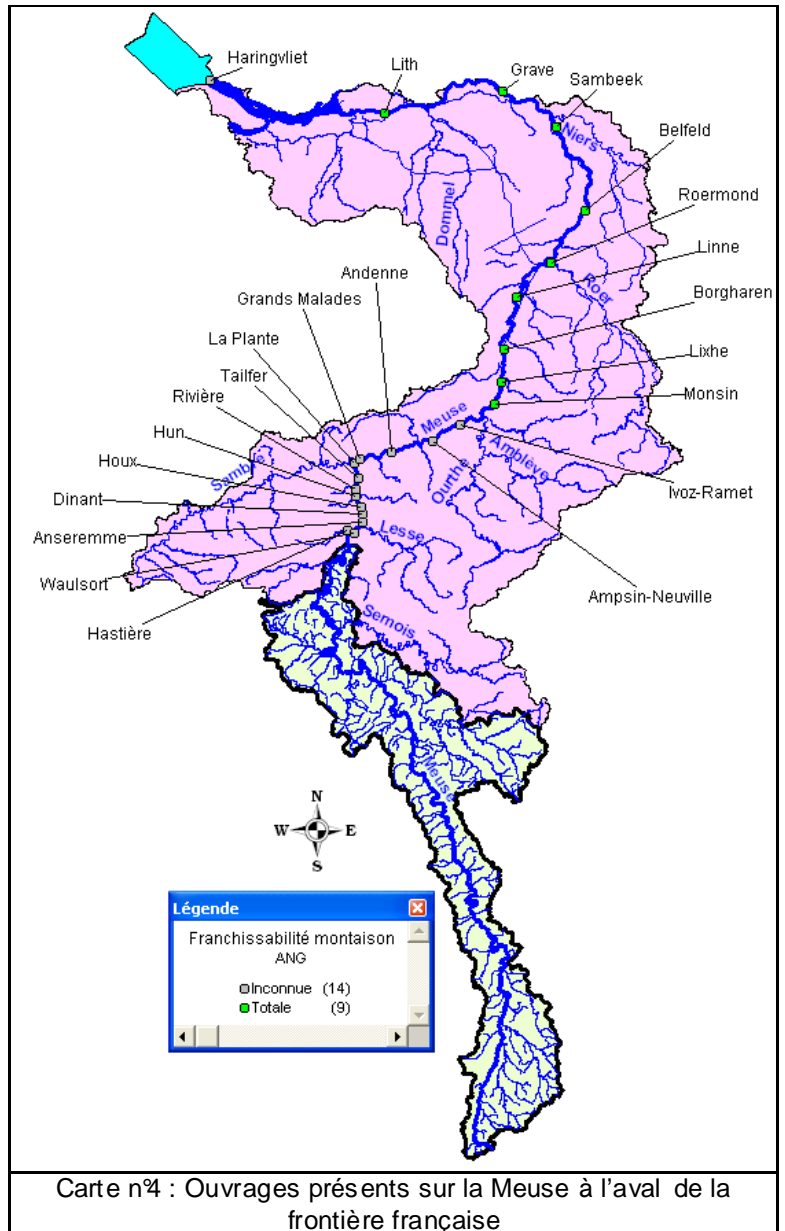 Haringvliet
Lith
Grave
Sambeek
Niers
Belfeld
Dommel
Roermond
Linne
Andenne
Roer
Grands Malades
Borgharen
La Plante
Lixhe
Tailfer
Monsin
Rivière
Meuse
Hun
Amblève
Sambre
Houx
Ourthe
Ivoz-Ramet
Dinant
Lesse
Anseremme
Waulsort
Ampsin-Neuville
Hastière
Semois
Meuse
N
W E
S
Légende
Franchissabilité montaison
ANG
Inconnue (14)
Totale (9)
Carte n°4 : Ouvrages présents sur la Meuse à l'aval de la
frontière française